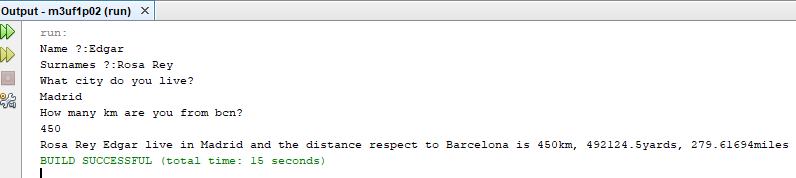 Output - m3uf1p02 (run) ×
run:
Name ?:Edgar
Surnames ?:Rosa Rey
What city do you live?
Madrid
How many km are you from bcn?
450
Rosa Rey Edgar live in Madrid and the distance respect to Barcelona is 450km, 492124.5yards, 279.61694miles
BUILD SUCCESSFUL (total time: 15 seconds)